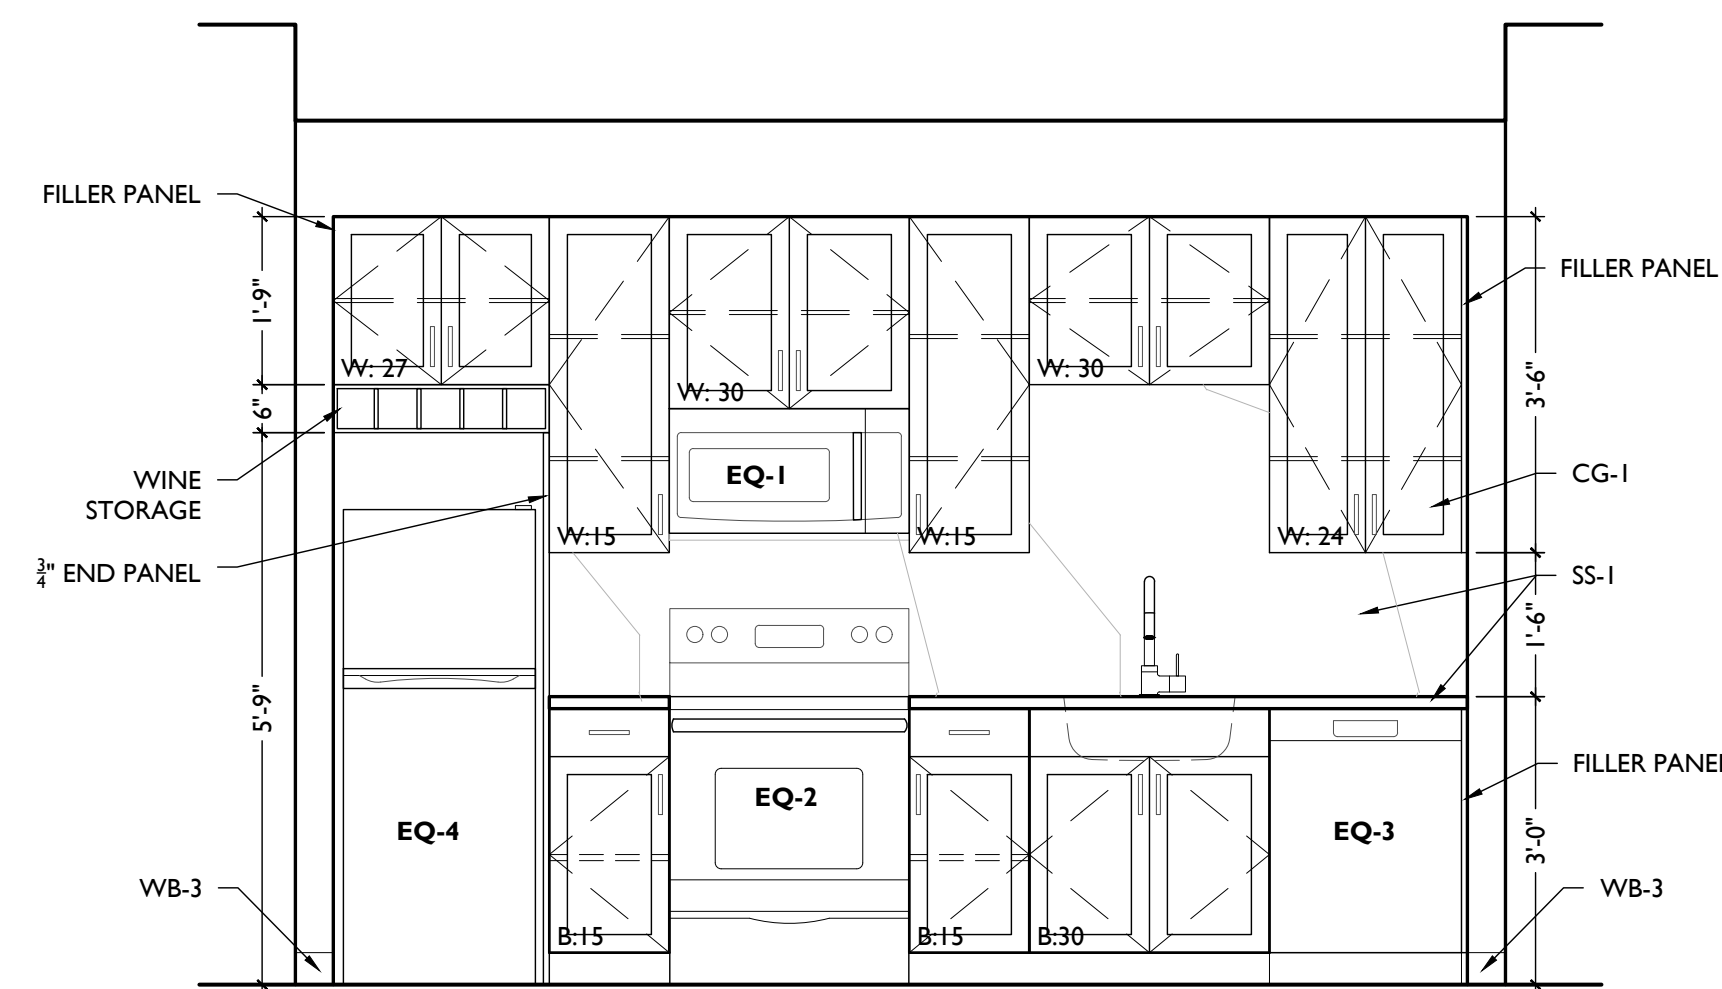 FILLER PANEL
FILLER PANEL
1'-9"
3'-6"
W: 27
W: 30
W: 30
6"
WINE
STORAGE
EQ-1
CG-1
W:15
W:15
W: 24
3/4" END PANEL
SS-1
1'-6"
5'-9"
EQ-2
FILLER PANEL
EQ-4
EQ-3
3'-0"
WB-3
WB-3
B:15
B:15
B:30